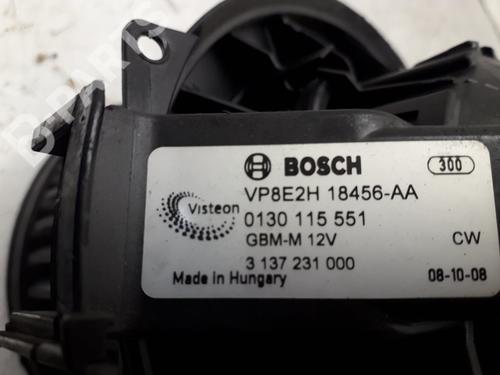 B PARTS
BOSCH
300
VP8E2H 18456-AA
Visteon
0130 115 551
GBM-M 12V
CW
3 137 231 000
Made in Hungary
08-10-08